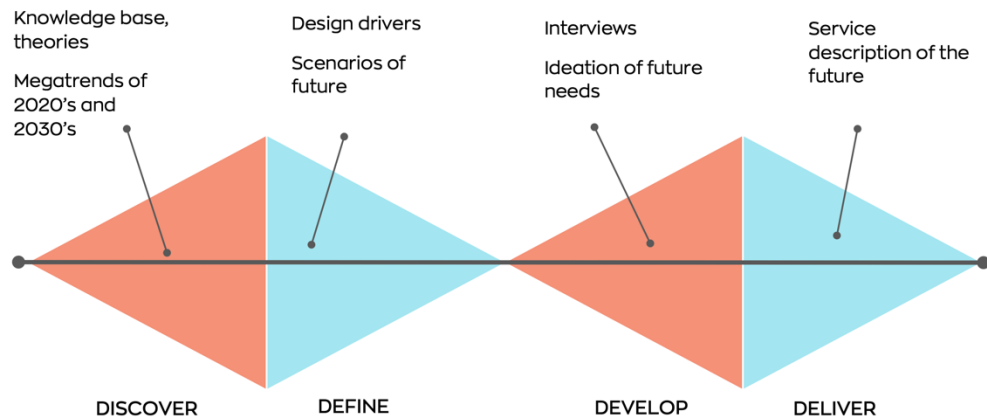 Knowledge base,
theories
Megatrends of
2020's and
2030's
Design drivers
Scenarios of
future
Interviews
Ideation of future
needs
Service
description of the
future
DISCOVER
DEFINE
DEVELOP
DELIVER